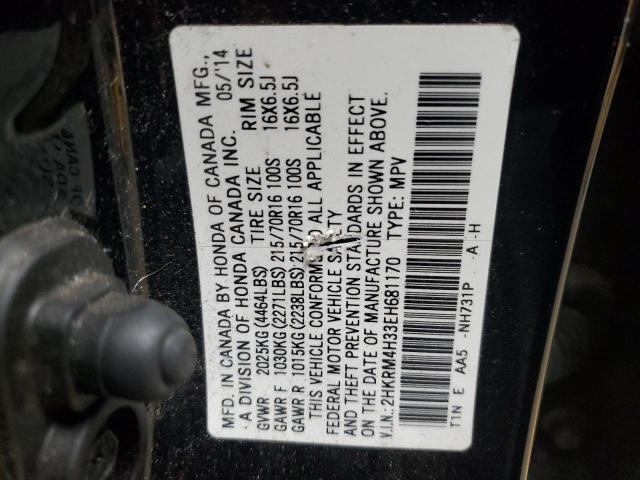 MFD. IN CANADA BY HONDA OF CANADA MFG.,
A DIVISION OF HONDA CANADA INC. 05/'14
GVWR 2025KG(4464LBS) TIRE SIZE RIM SIZE
GAWR F 1030KG(2271LBS) 215/70R16 100S 16X6.5J
GAWR R 1015KG(2238LBS) 215/70R16 100S 16X6.5J
THIS VEHICLE CONFORMS TO ALL APPLICABLE
FEDERAL MOTOR VEHICLE SAFETY
AND THEFT PREVENTION STANDARDS IN EFFECT
ON THE DATE OF MANUFACTURE SHOWN ABOVE.
V.I.N.: 2HKRM4H33EH681170 TYPE: MPV
T1N E AA5 -NH731P A -H